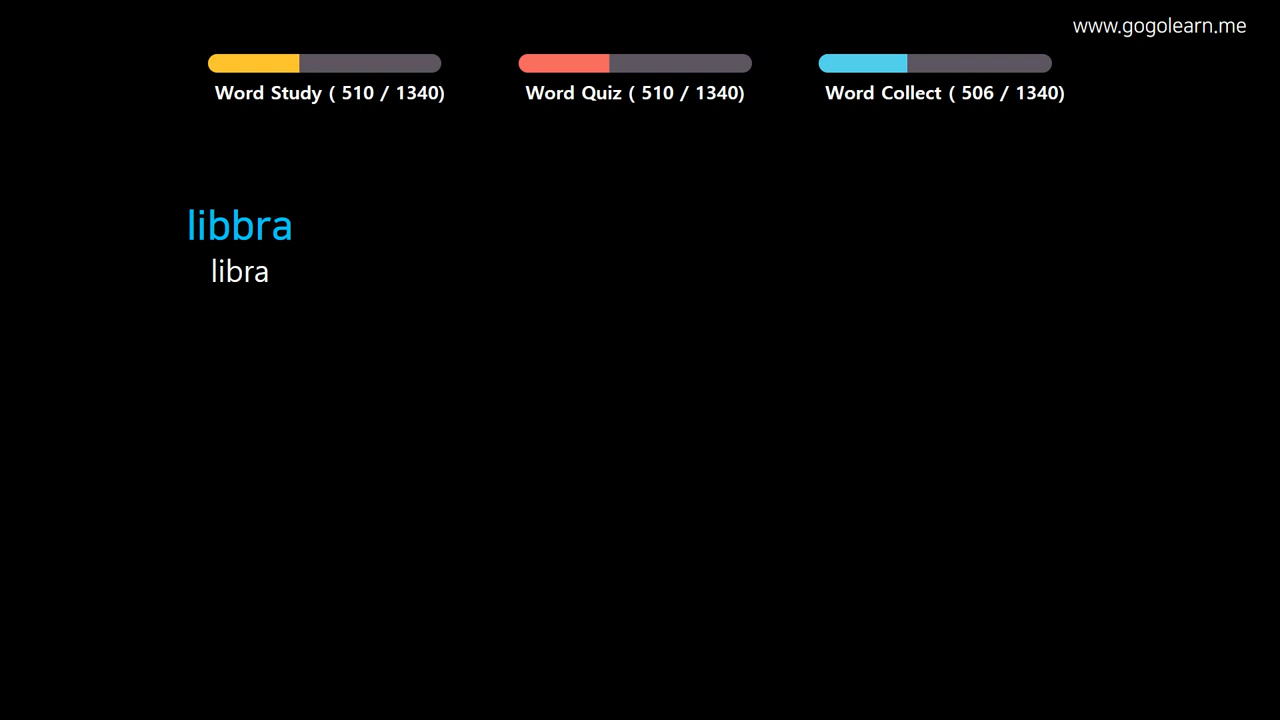 www.gogolearn.me
Word Study ( 510 / 1340)
Word Quiz ( 510 / 1340)
Word Collect ( 506 / 1340)
libbra
libra